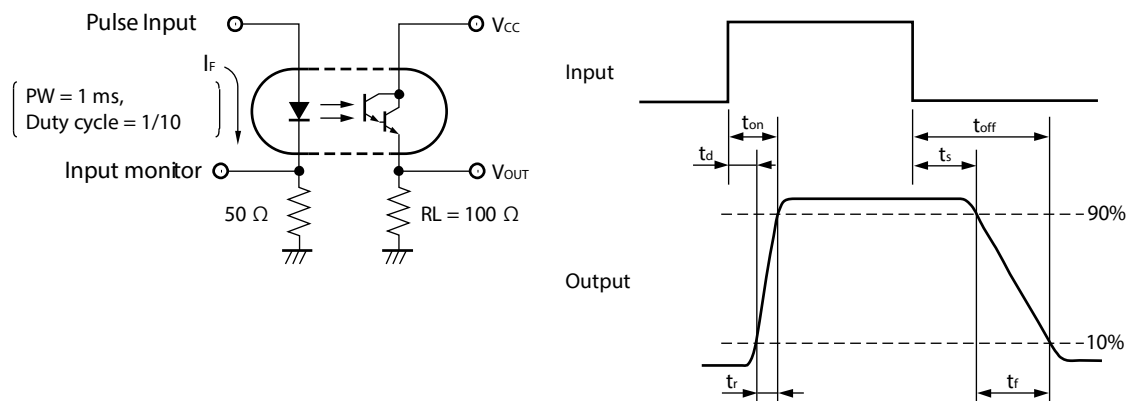 Pulse Input
VCC
IF
PW = 1 ms,
Duty cycle = 1/10
Input monitor
VOUT
50 Ω
RL = 100 Ω
Input
ton
toff
td
ts
90%
Output
10%
tr
tf